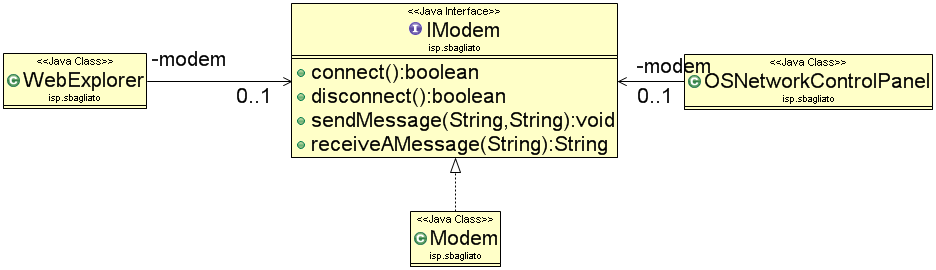 <<Java Interface>>
IModem
isp.sbagliato
connect():boolean
disconnect():boolean
sendMessage(String,String):void
receiveAMessage(String):String
<<Java Class>>
WebExplorer
isp.sbagliato
-modem
0..1
-modem
0..1
<<Java Class>>
OSNetworkControlPanel
isp.sbagliato
<<Java Class>>
Modem
isp.sbagliato